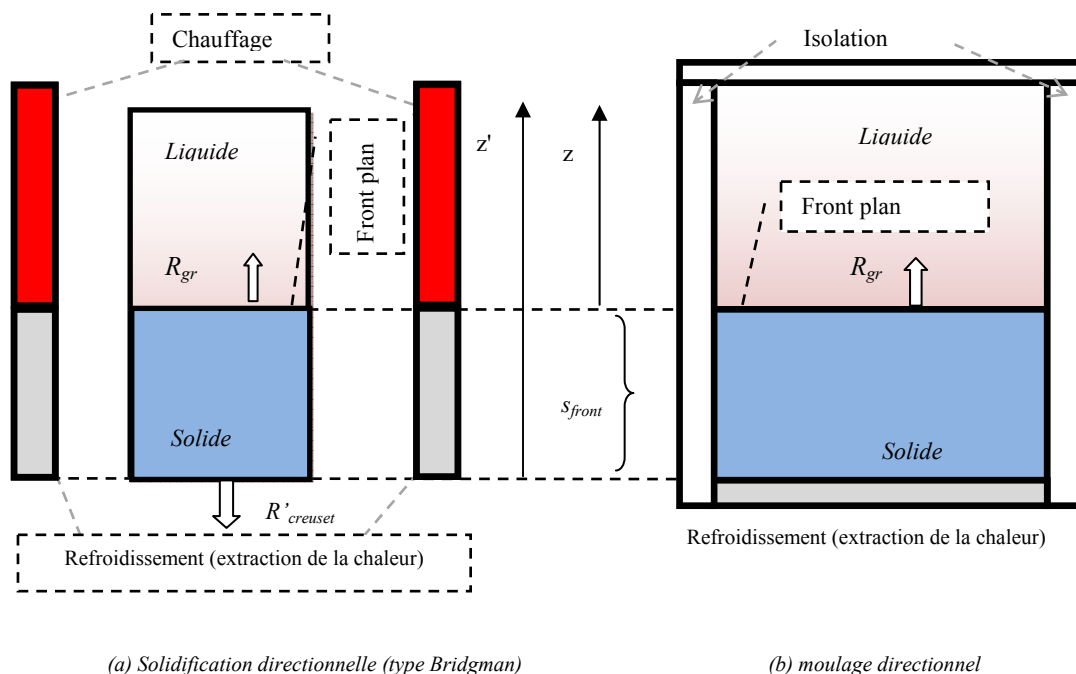 Chauffage
Isolation
z'
z
Liquide
Liquide
Front plan
Front plan
R_gr
R_gr
s_front
Solide
Solide
R’_creuset
Refroidissement (extraction de la chaleur)
Refroidissement (extraction de la chaleur)
(a) Solidification directionnelle (type Bridgman)
(b) moulage directionnel